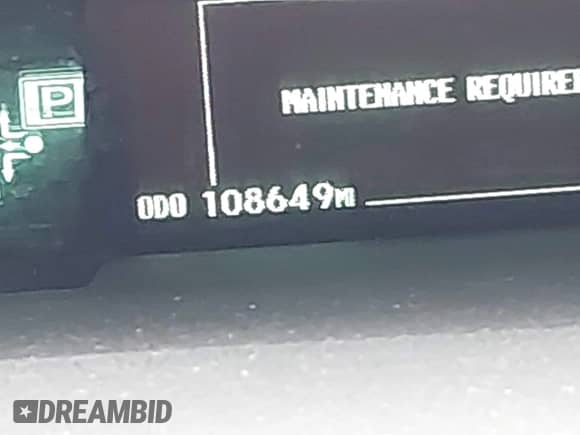 P
MAINTENANCE REQUIRE
ODO 108649MI
DREAMBID